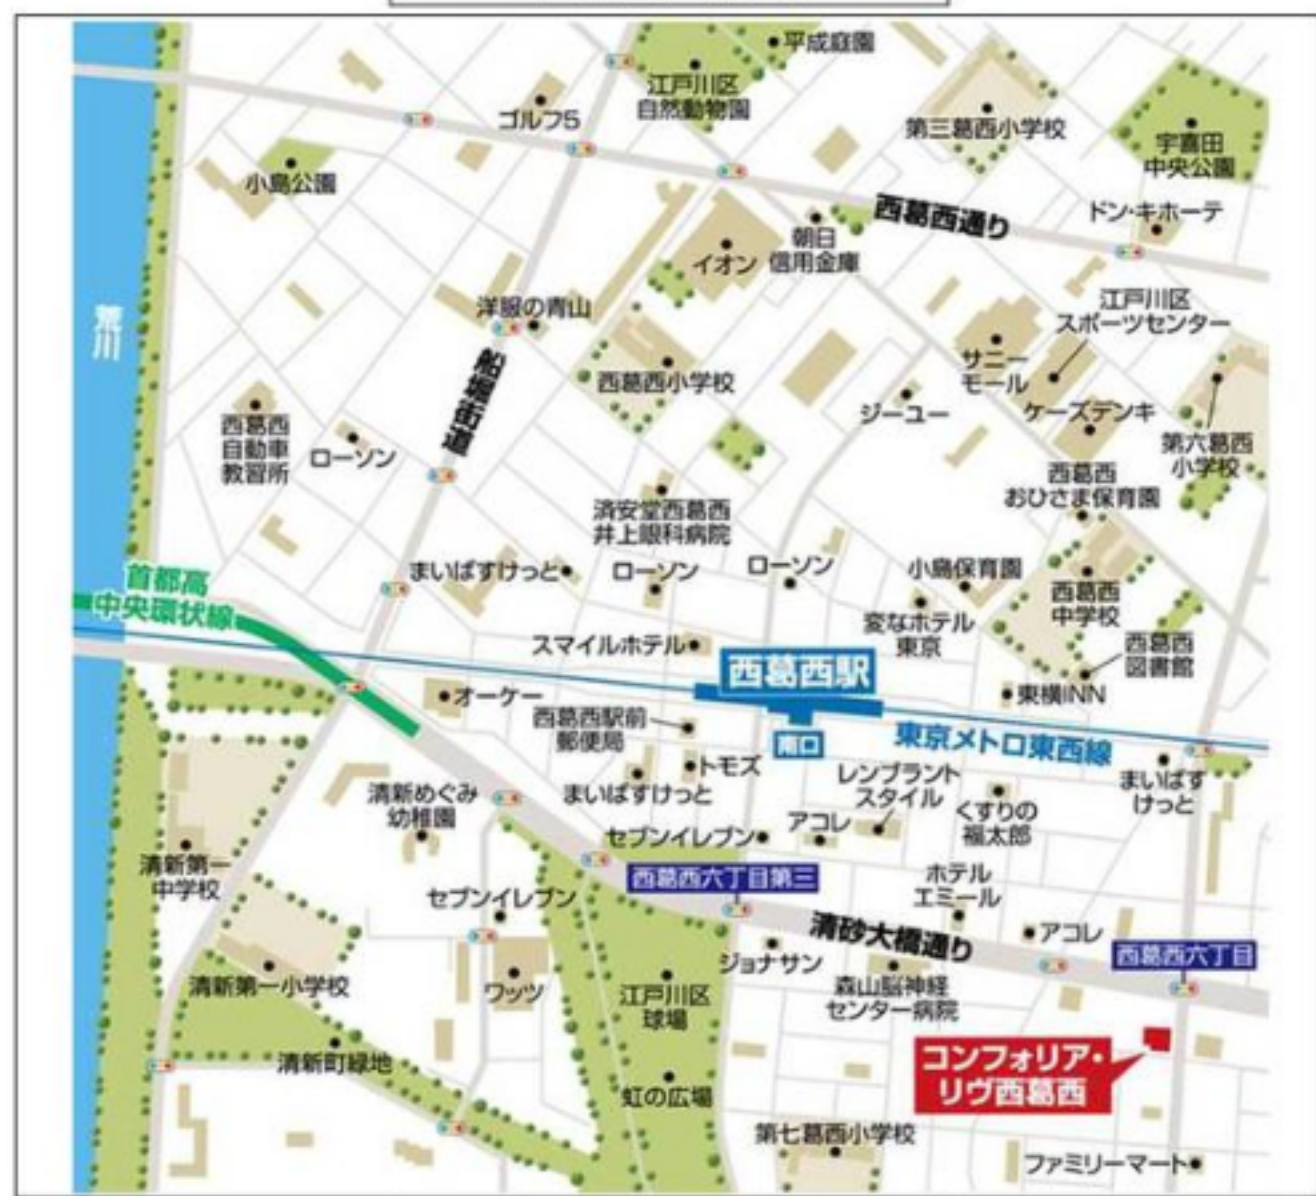 平成庭園
江戸川区
自然動物園
ゴルフ5
第三葛西小学校
宇喜田
中央公園
小島公園
西葛西通り
ドン・キホーテ
朝日
信用金庫
イオン
荒川
洋服の青山
江戸川区
スポーツセンター
サニー
モール
船堀街道
西葛西小学校
ジーユー
ケーズデンキ
西葛西
自動車
教習所
ローソン
第六葛西
小学校
西葛西
おひさま保育園
済安堂西葛西
井上眼科病院
まいばすけっと
ローソン
ローソン
小島保育園
西葛西
中学校
首都高
中央環状線
変なホテル
東京
スマイルホテル
西葛西駅
西葛西
図書館
東横INN
オーケー
西葛西駅前
郵便局
南口
東京メトロ東西線
トモズ
まいばすけっと
レンブラント
スタイル
まいばす
けっと
清新めぐみ
幼稚園
くすりの
福太郎
アコレ
セブンイレブン
清新第一
中学校
西葛西六丁目第三
ホテル
エミール
セブンイレブン
清砂大橋通り
アコレ
西葛西六丁目
ジョナサン
清新第一小学校
ワッツ
江戸川区
球場
森山脳神経
センター病院
清新町緑地
コンフォリア・
リヴ西葛西
虹の広場
第七葛西小学校
ファミリーマート